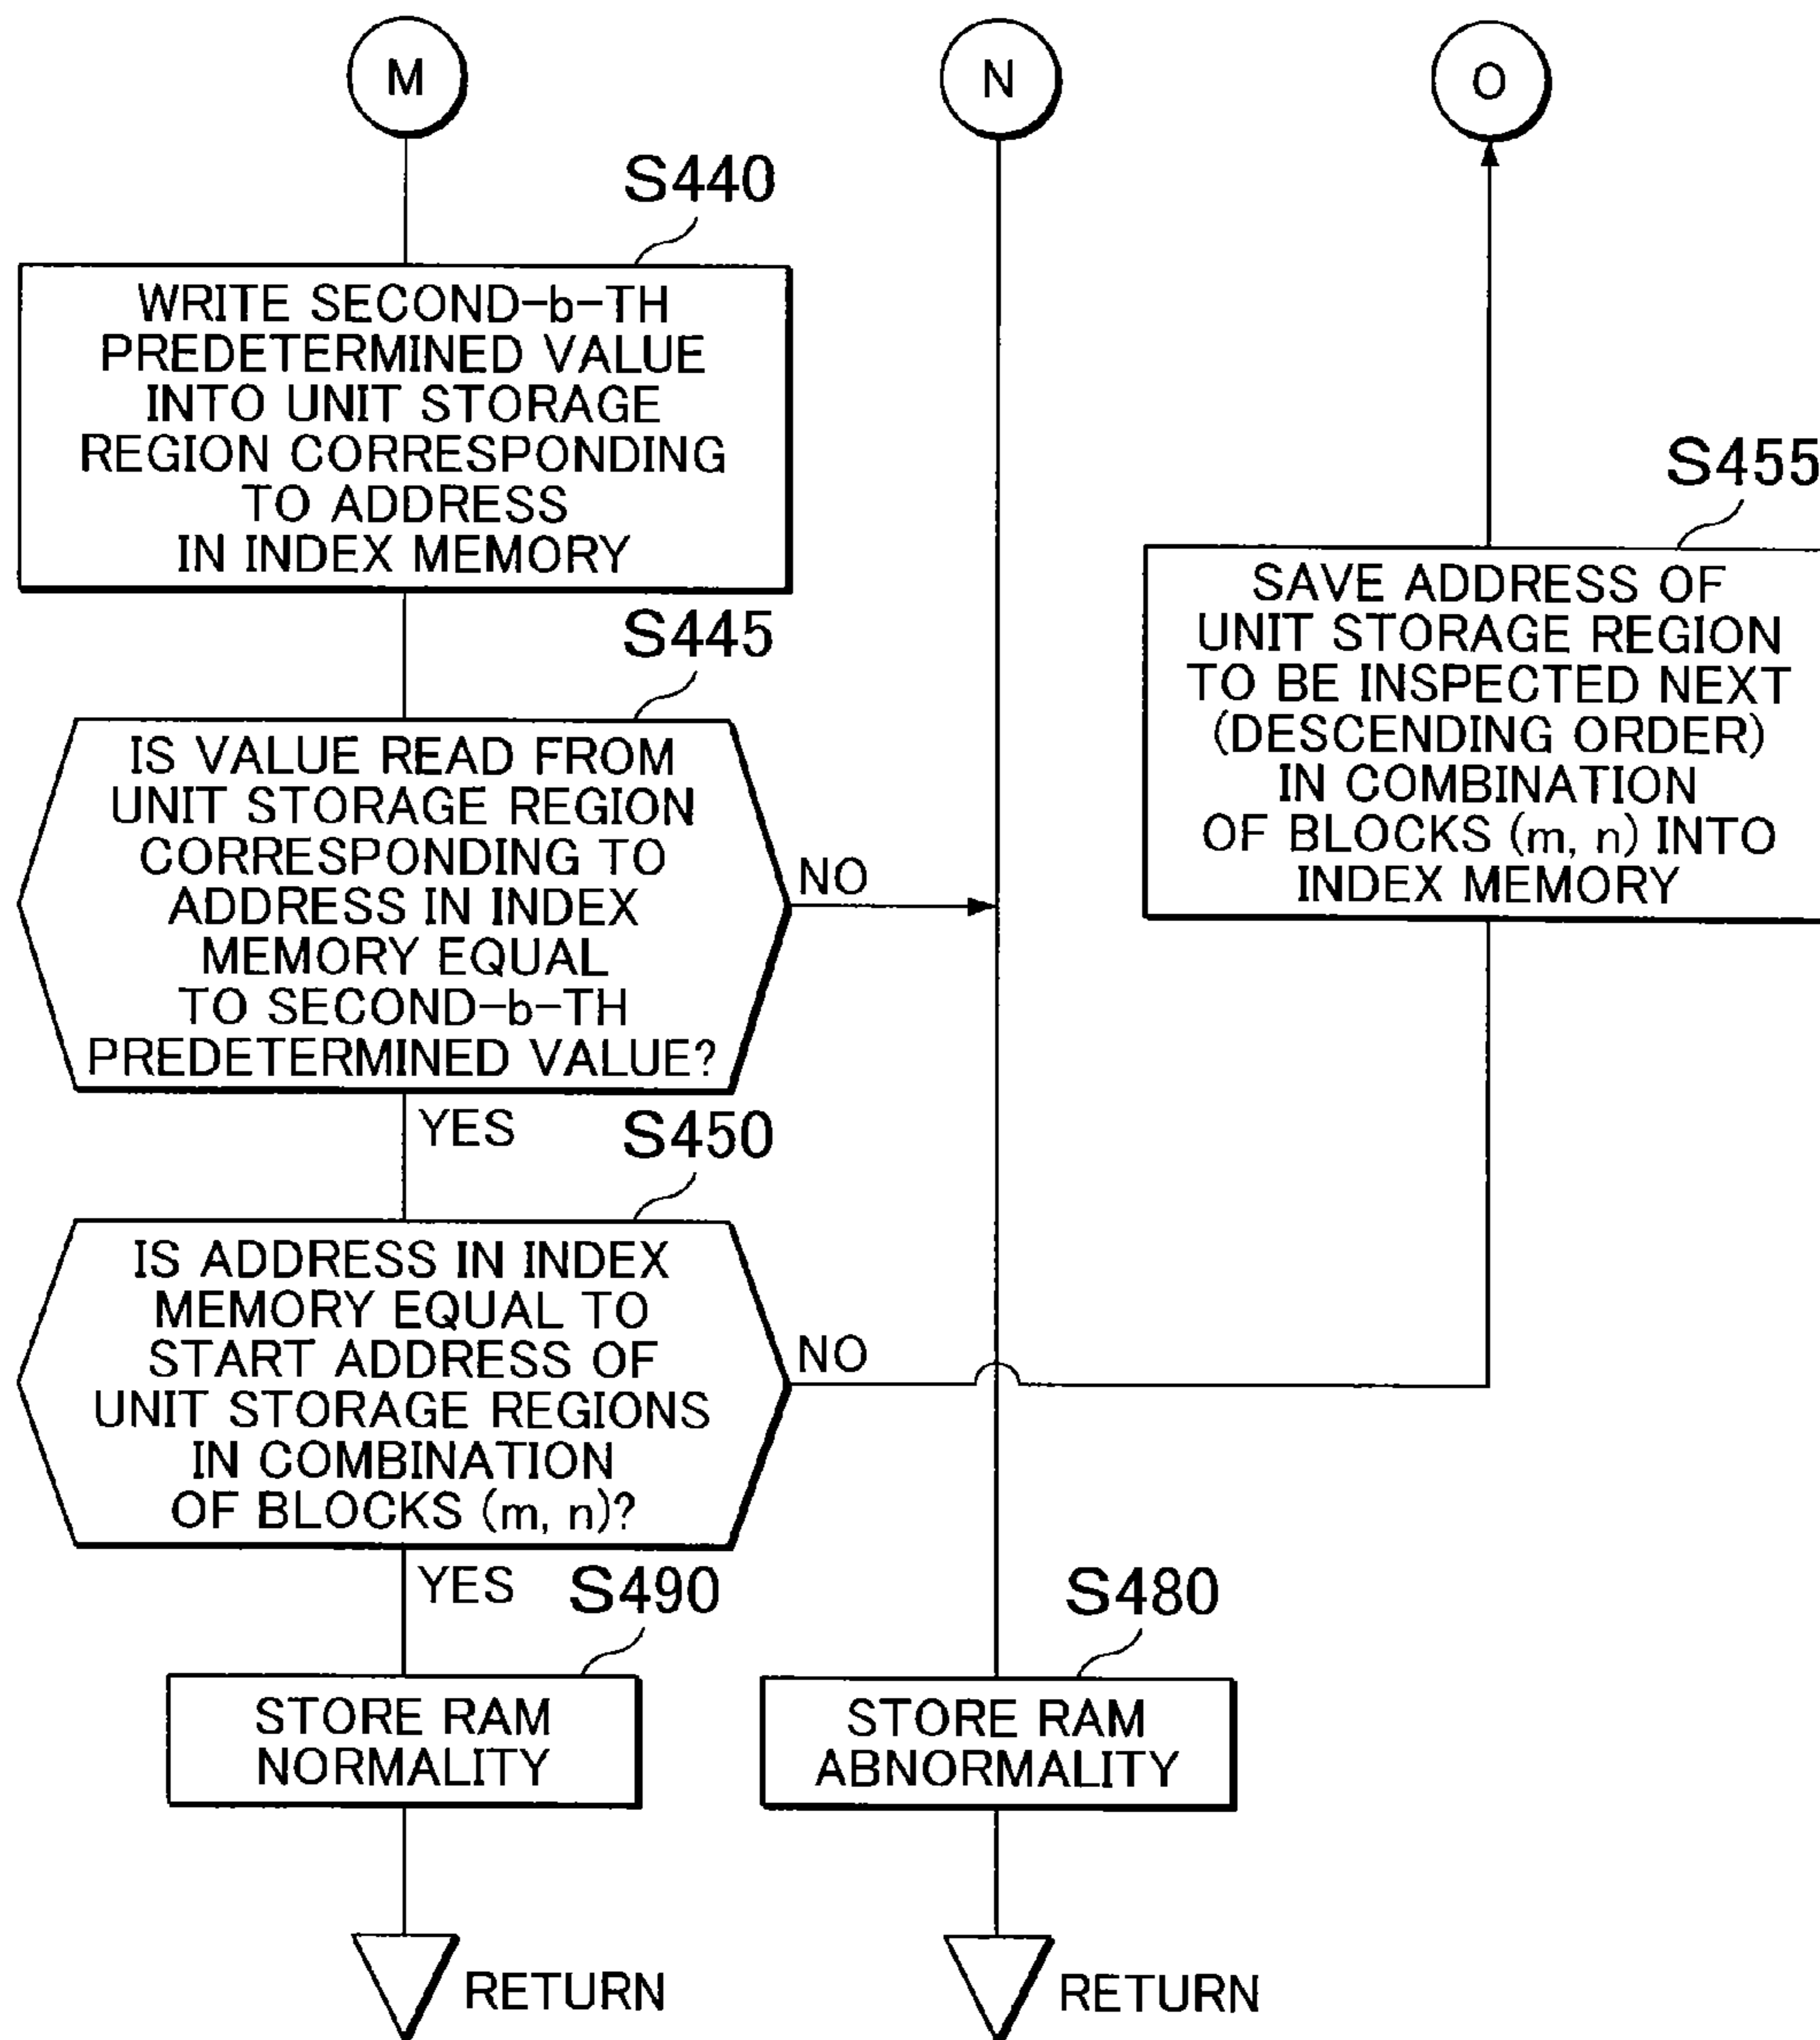 M
N
O
S440
WRITE SECOND-b-TH
PREDETERMINED VALUE
INTO UNIT STORAGE
REGION CORRESPONDING
TO ADDRESS
IN INDEX MEMORY
S455
SAVE ADDRESS OF
UNIT STORAGE REGION
TO BE INSPECTED NEXT
(DESCENDING ORDER)
IN COMBINATION
OF BLOCKS (m, n) INTO
INDEX MEMORY
S445
IS VALUE READ FROM
UNIT STORAGE REGION
CORRESPONDING TO
ADDRESS IN INDEX
MEMORY EQUAL
TO SECOND-b-TH
PREDETERMINED VALUE?
NO
YES
S450
IS ADDRESS IN INDEX
MEMORY EQUAL TO
START ADDRESS OF
UNIT STORAGE REGIONS
IN COMBINATION
OF BLOCKS (m, n)?
NO
YES
S490
STORE RAM
NORMALITY
S480
STORE RAM
ABNORMALITY
RETURN
RETURN